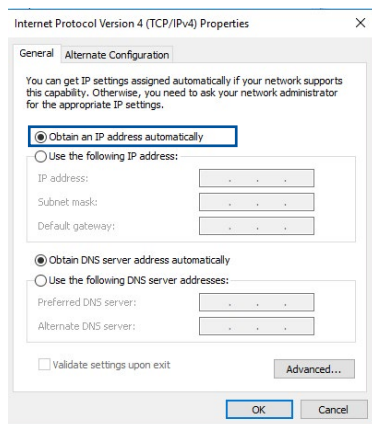 Internet Protocol Version 4 (TCP/IPv4) Properties
General Alternate Configuration
You can get IP settings assigned automatically if your network supports
this capability. Otherwise, you need to ask your network administrator
for the appropriate IP settings.
Obtain an IP address automatically
Use the following IP address:
IP address:
Subnet mask:
Default gateway:
Obtain DNS server address automatically
Use the following DNS server addresses:
Preferred DNS server:
Alternate DNS server:
Validate settings upon exit
Advanced...
OK Cancel